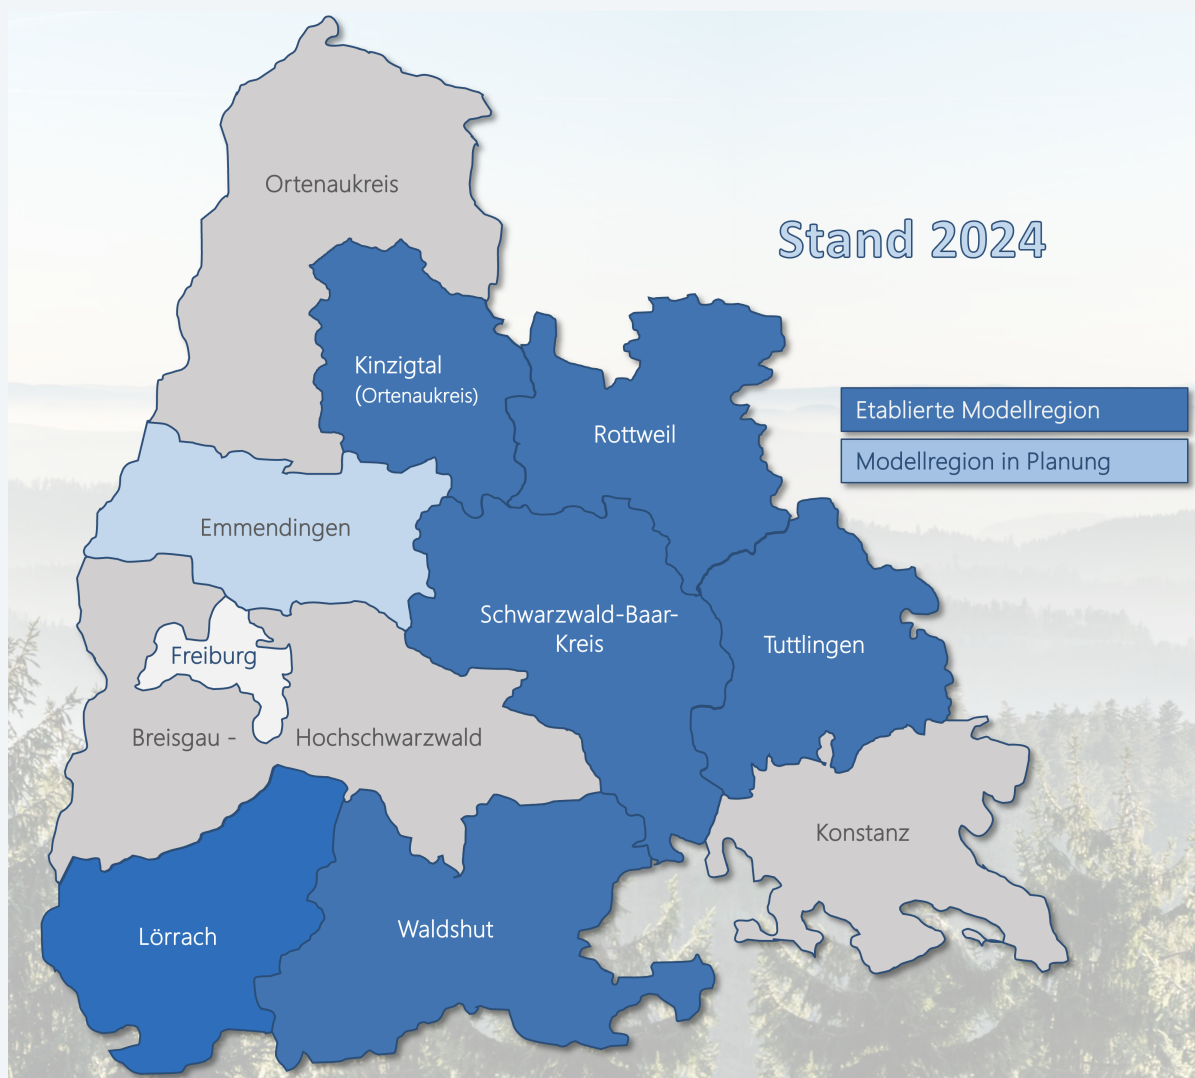 Ortenaukreis
Stand 2024
Kinzigtal
(Ortenaukreis)
Etablierte Modellregion
Rottweil
Modellregion in Planung
Emmendingen
Schwarzwald-Baar-
Kreis
Tuttlingen
Freiburg
Breisgau -
Hochschwarzwald
Konstanz
Lörrach
Waldshut